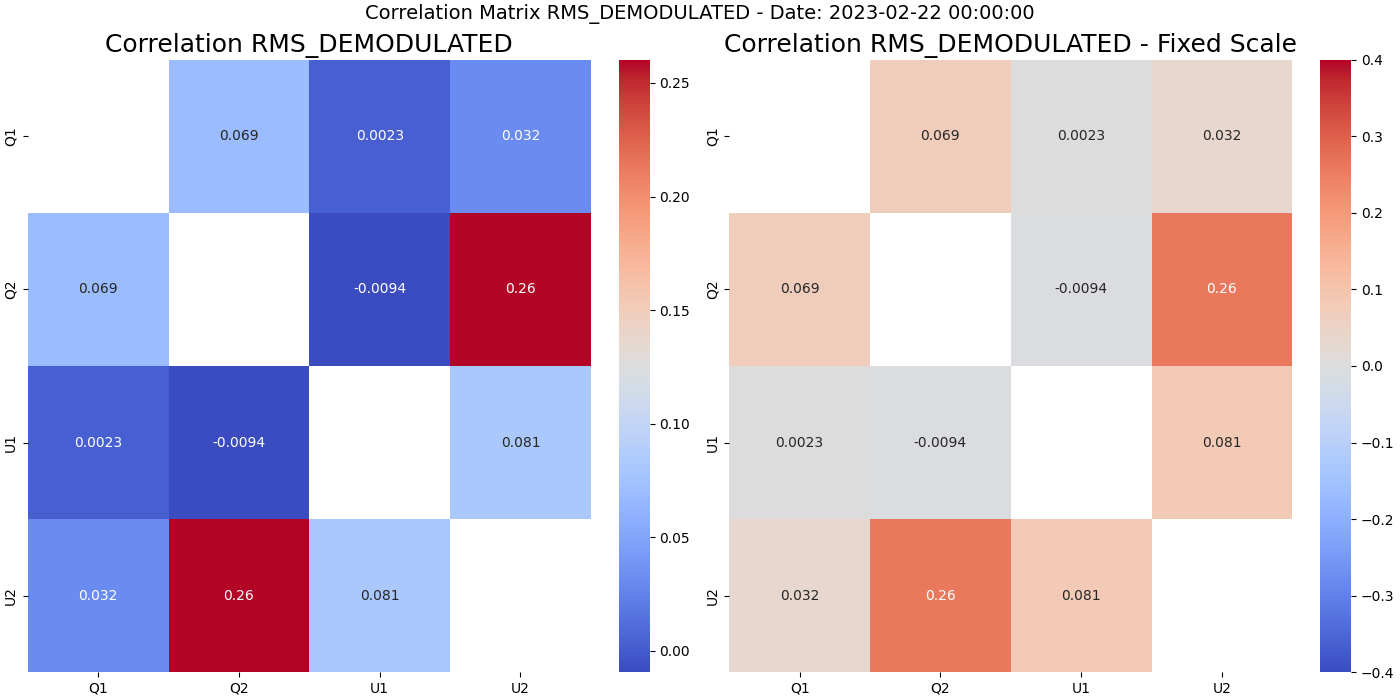 Correlation Matrix RMS_DEMODULATED - Date: 2023-02-22 00:00:00
Correlation RMS_DEMODULATED
Q1
0.069
0.0023
0.032
Q2
0.069
-0.0094
0.26
U1
0.0023
-0.0094
0.081
U2
0.032
0.26
0.081
Q1
Q2
U1
U2
0.25
0.20
0.15
0.10
0.05
0.00
Correlation RMS_DEMODULATED - Fixed Scale
Q1
0.069
0.0023
0.032
Q2
0.069
-0.0094
0.26
U1
0.0023
-0.0094
0.081
U2
0.032
0.26
0.081
Q1
Q2
U1
U2
0.4
0.3
0.2
0.1
0.0
−0.1
−0.2
−0.3
−0.4